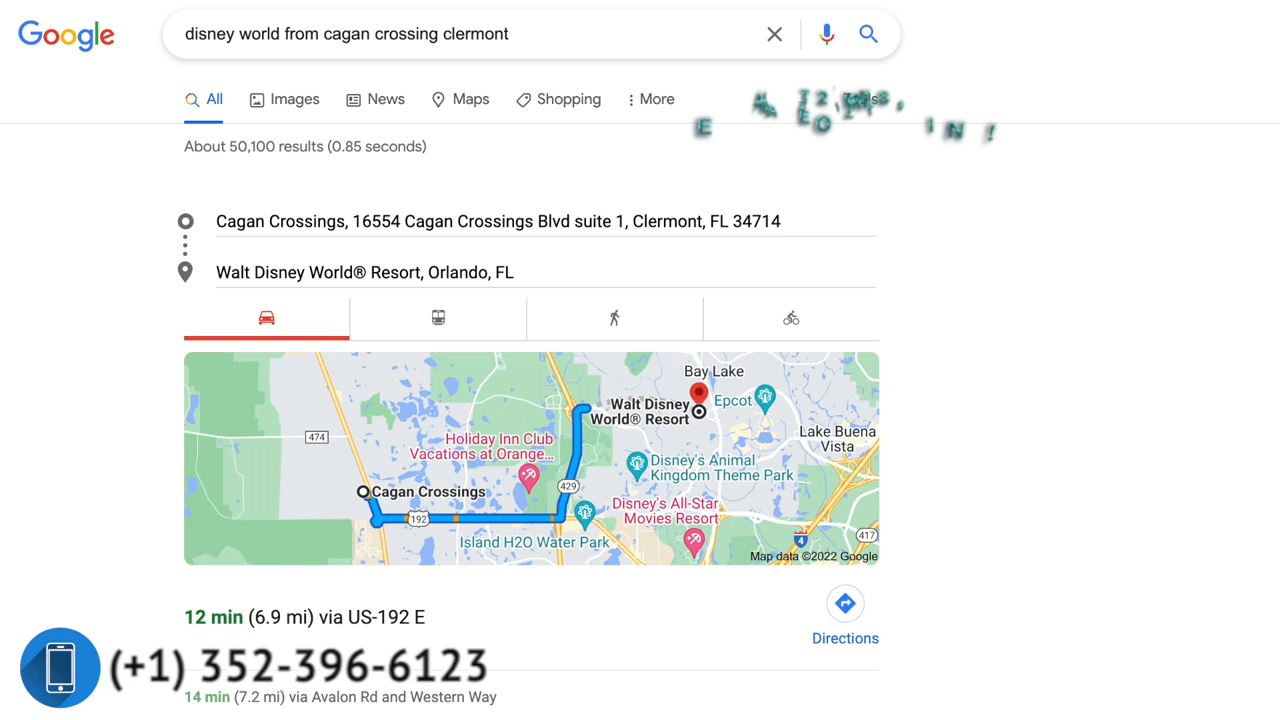 Google
disney world from cagan crossing clermont
All
Images
News
Maps
Shopping
More
About 50,100 results (0.85 seconds)
Cagan Crossings, 16554 Cagan Crossings Blvd suite 1, Clermont, FL 34714
Walt Disney World® Resort, Orlando, FL
Bay Lake
Walt Disney
World® Resort
Epcot
474
Holiday Inn Club
Vacations at Orange...
Lake Buena
Vista
Disney's Animal
Kingdom Theme Park
429
Cagan Crossings
Disney's All-Star
Movies Resort
192
Island H2O Water Park
4
417
Map data ©2022 Google
12 min (6.9 mi) via US-192 E
Directions
(+1) 352-396-6123
14 min (7.2 mi) via Avalon Rd and Western Way